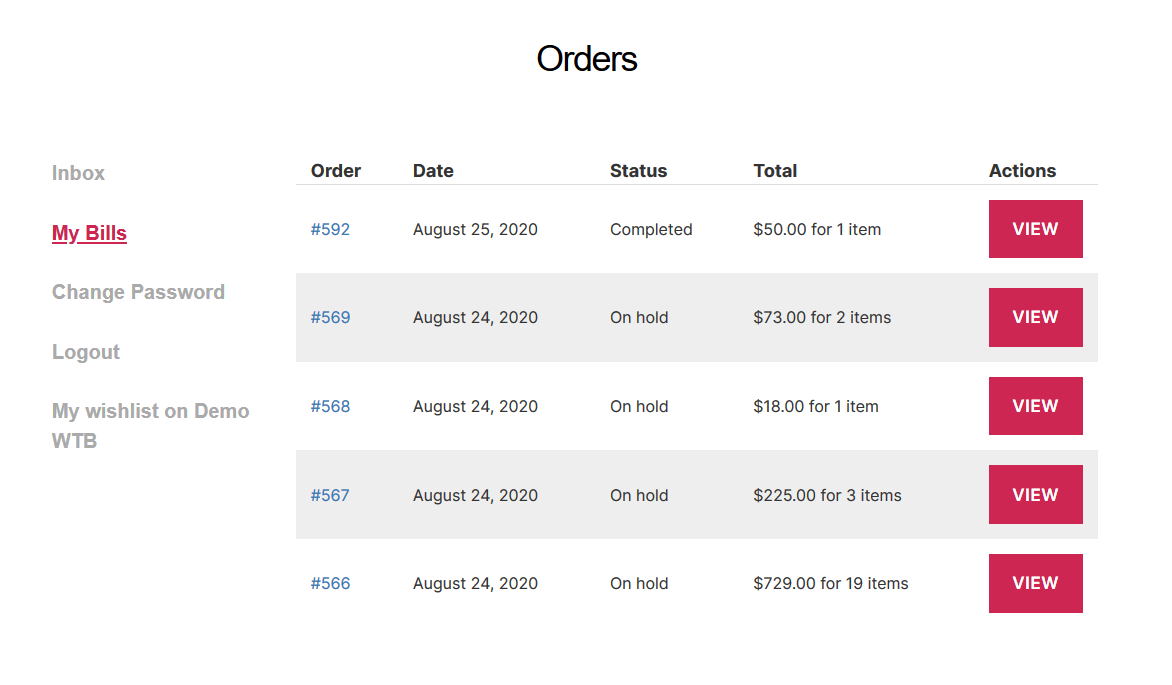 Orders
Inbox
My Bills
Change Password
Logout
My wishlist on Demo
WTB
Order Date Status Total Actions
#592 August 25, 2020 Completed $50.00 for 1 item VIEW
#569 August 24, 2020 On hold $73.00 for 2 items VIEW
#568 August 24, 2020 On hold $18.00 for 1 item VIEW
#567 August 24, 2020 On hold $225.00 for 3 items VIEW
#566 August 24, 2020 On hold $729.00 for 19 items VIEW